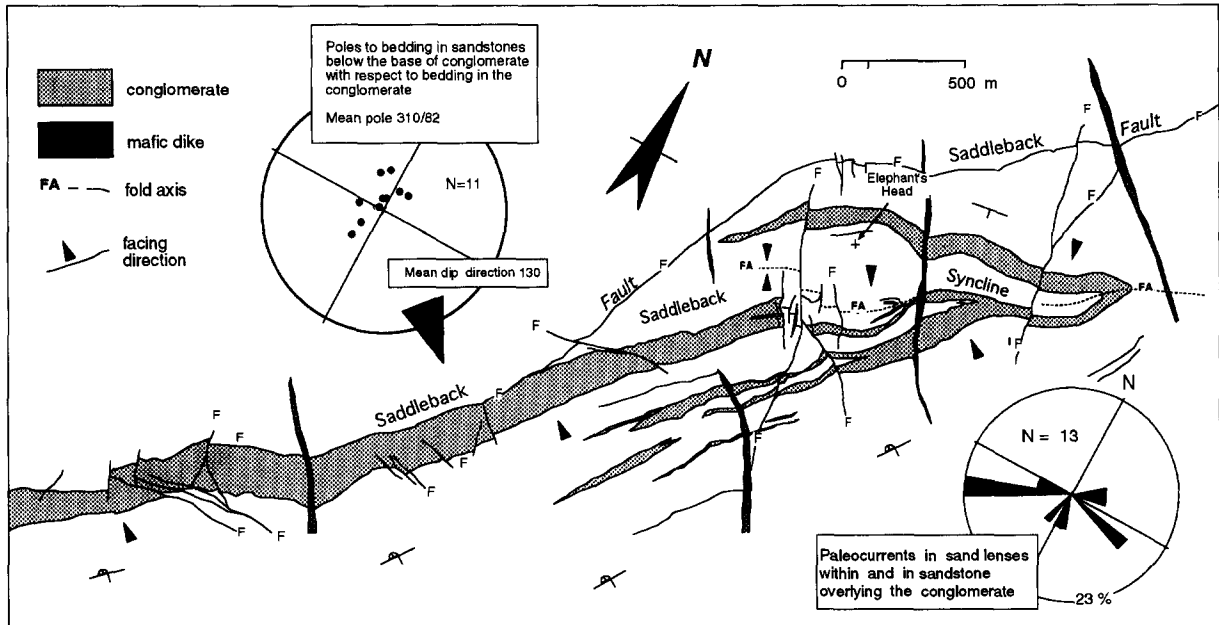 Poles to bedding in sandstones
below the base of conglomerate
with respect to bedding in the
conglomerate
Mean pole 310/82
N=11
Mean dip direction 130
conglomerate
mafic dike
FA
fold axis
facing
direction
N
0 500 m
F
Saddleback Fault
F
F
F
Elephant's
Head
F
F
F
FA
F
FA
Syncline
FA
Fault
Saddleback
F
F
F
F
Saddleback
F
F
F
F
F
F
F
F
F
N
N = 13
23 %
Paleocurrents in sand lenses
within and in sandstone
overlying the conglomerate